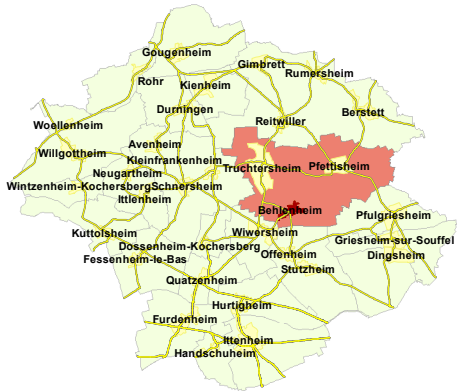 Gougenheim
Gimbrett
Rumersheim
Rohr
Kienheim
Durningen
Berstett
Reitwiller
Woellenheim
Avenheim
Willgottheim
Kleinfrankenheim
Truchtersheim
Pfettisheim
Neugartheim
Wintzenheim-Kochersberg
Schnersheim
Ittlenheim
Behlenheim
Pfulgriesheim
Kuttolsheim
Wiwersheim
Griesheim-sur-Souffel
Dossenheim-Kochersberg
Offenheim
Dingsheim
Fessenheim-le-Bas
Stutzheim
Quatzenheim
Hurtigheim
Furdenheim
Ittenheim
Handschuheim